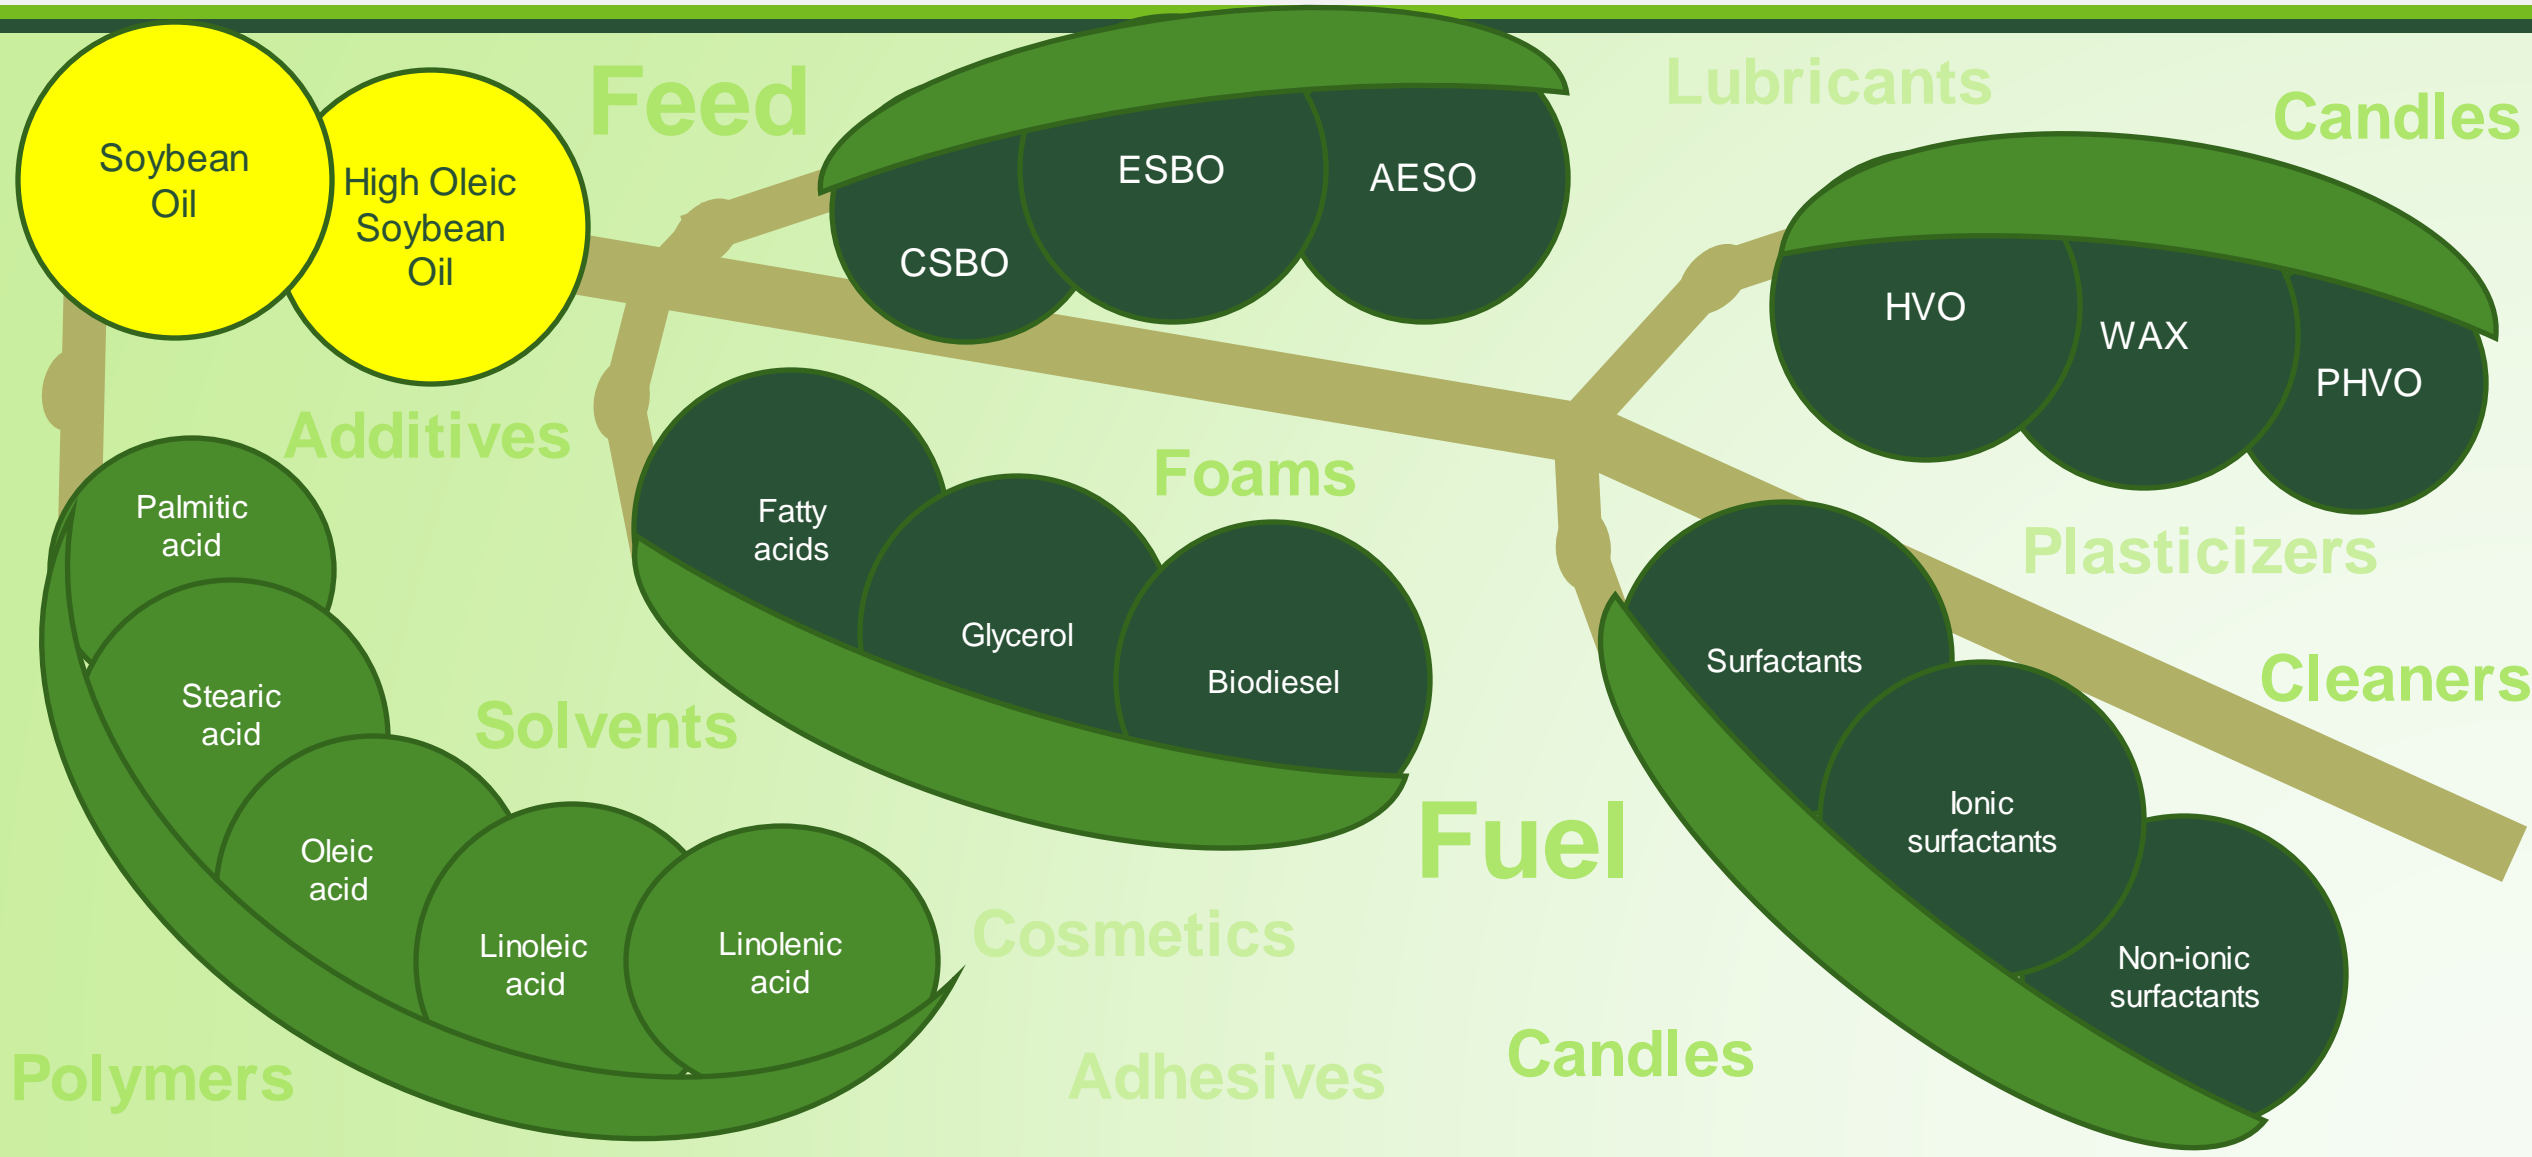 Soybean
Oil
High Oleic
Soybean
Oil
Feed
CSBO
ESBO
AESO
Lubricants
Candles
HVO
WAX
PHVO
Additives
Fatty
acids
Glycerol
Biodiesel
Foams
Plasticizers
Palmitic
acid
Stearic
acid
Oleic
acid
Linoleic
acid
Linolenic
acid
Solvents
Surfactants
Ionic
surfactants
Non-ionic
surfactants
Cleaners
Fuel
Cosmetics
Polymers
Adhesives
Candles